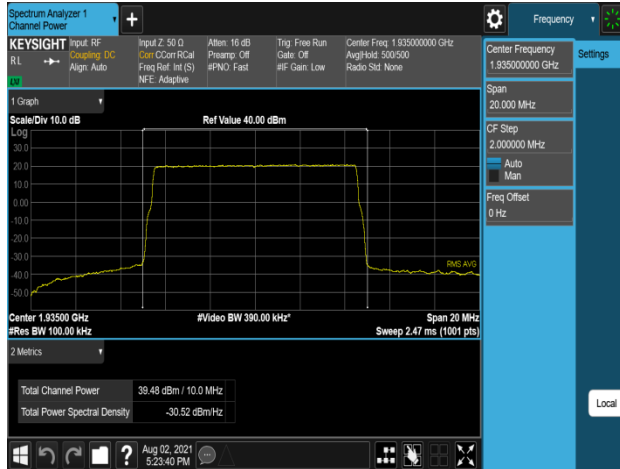 Spectrum Analyzer 1
Channel Power
Frequency
KEYSIGHT
RL
Input: RF
Coupling: DC
Align: Auto
Input Z: 50 Ω
Corr CCorr RCal
Freq Ref: Int (S)
NFE: Adaptive
Atten: 16 dB
Preamp: Off
#PNO: Fast
Trig: Free Run
Gate: Off
#IF Gain: Low
Center Freq: 1.935000000 GHz
Avg|Hold: 500/500
Radio Std: None
Center Frequency
1.935000000 GHz
Settings
Span
20.000 MHz
CF Step
2.000000 MHz
Auto
Man
Freq Offset
0 Hz
Local
1 Graph
Scale/Div 10.0 dB
Ref Value 40.00 dBm
Log
30.0
20.0
10.0
0.00
-10.0
-20.0
-30.0
-40.0
-50.0
RMS AVG
Center 1.93500 GHz
#Video BW 390.00 kHz*
Span 20 MHz
#Res BW 100.00 kHz
Sweep 2.47 ms (1001 pts)
2 Metrics
Total Channel Power 39.48 dBm / 10.0 MHz
Total Power Spectral Density -30.52 dBm/Hz
Aug 02, 2021
5:23:40 PM